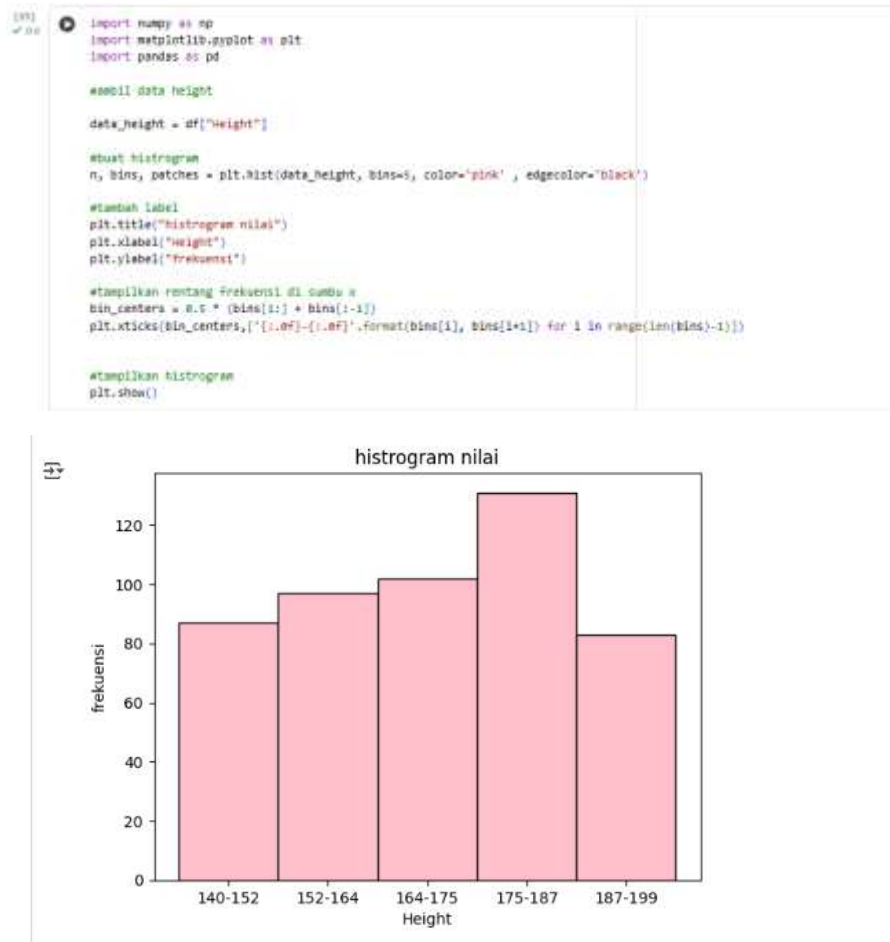 import numpy as np
import matplotlib.pyplot as plt
import pandas as pd
#ambil data height
data_height = df["Height"]
#buat histrogram
n, bins, patches = plt.hist(data_height, bins=5, color='pink' , edgecolor='black')
#tambah label
plt.title("histrogram nilai")
plt.xlabel("Height")
plt.ylabel("frekuensi")
#tampilkan rentang frekuensi di sumbu x
bin_centers = 0.5 * (bins[1:] + bins[:-1])
plt.xticks(bin_centers,['{:.0f}-{:.0f}'.format(bins[i], bins[i+1]) for i in range(len(bins)-1)])
#tampilkan histrogram
plt.show()
histrogram nilai
120
100
80
60
40
20
0
frekuensi
140-152 152-164 164-175 175-187 187-199
Height